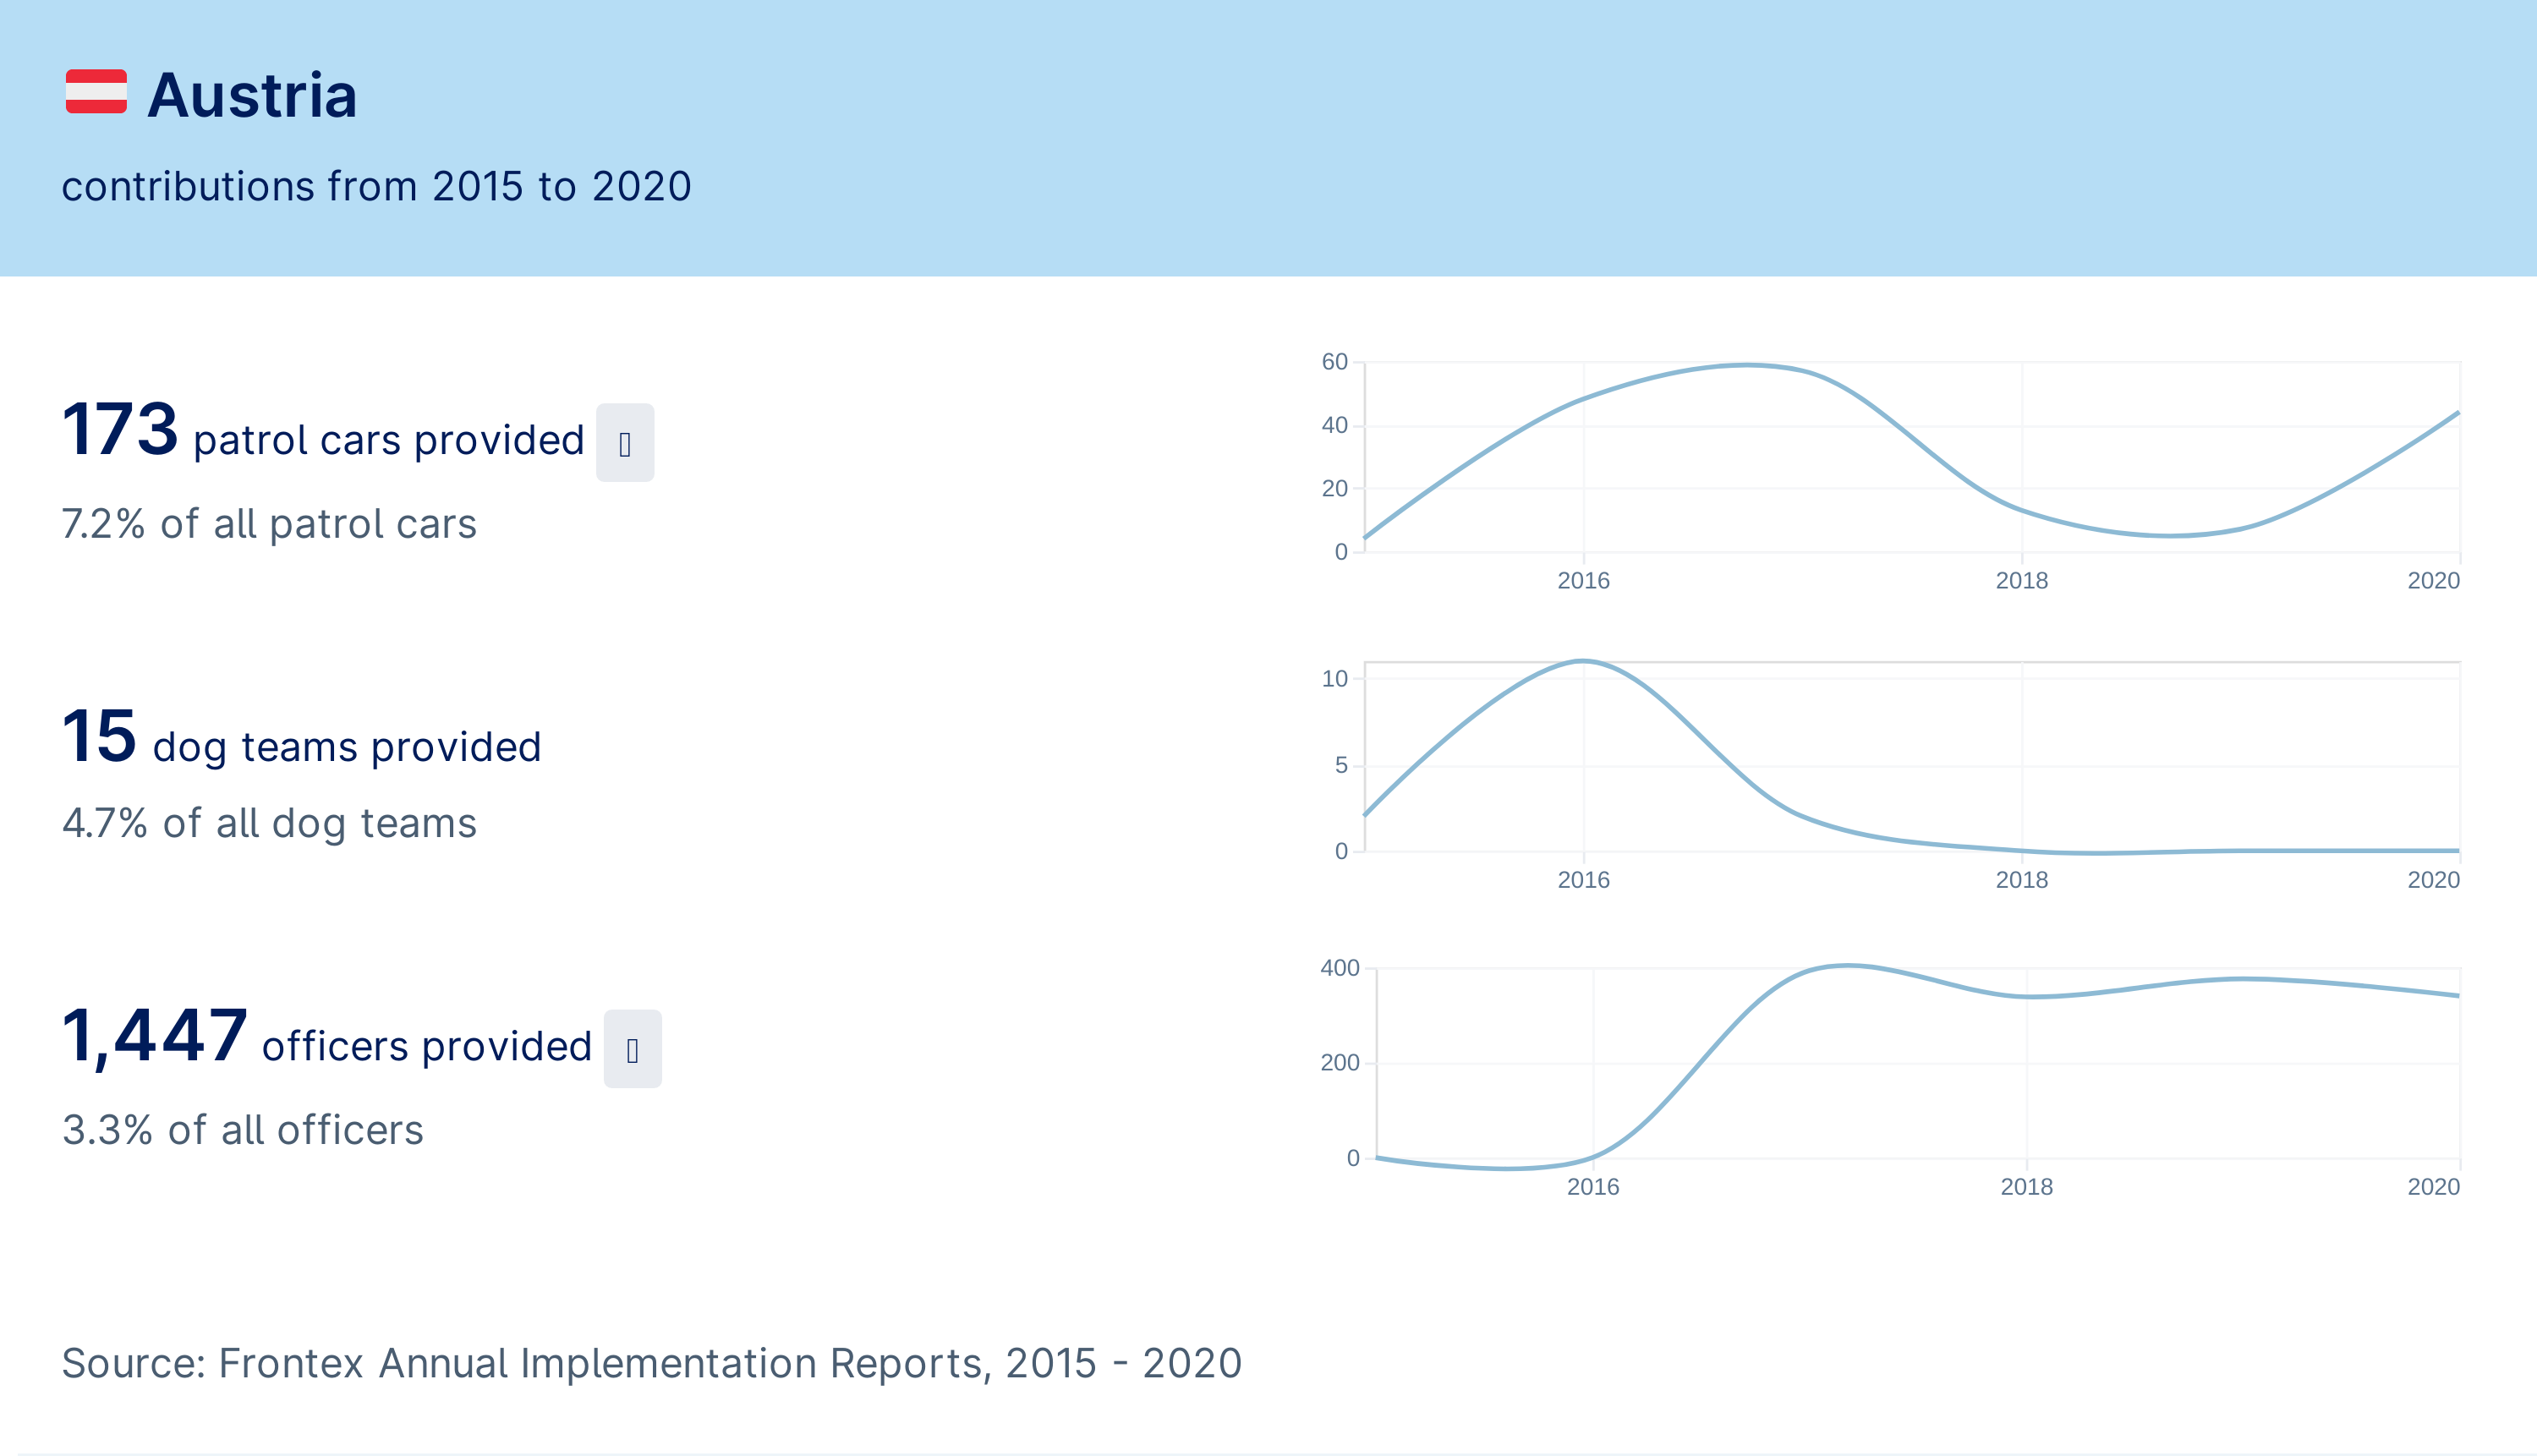 Austria
contributions from 2015 to 2020
173 patrol cars provided
7.2% of all patrol cars
60
40
20
0
2016 2018 2020
15 dog teams provided
4.7% of all dog teams
10
5
0
2016 2018 2020
1,447 officers provided
3.3% of all officers
400
200
0
2016 2018 2020
Source: Frontex Annual Implementation Reports, 2015 - 2020